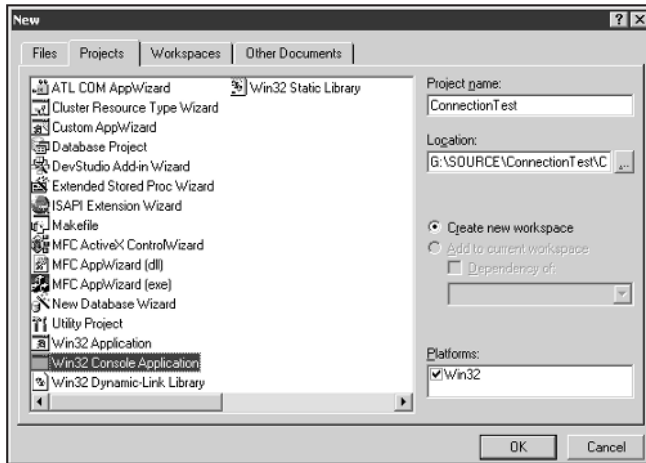 New
Files Projects Workspaces Other Documents
ATL COM AppWizard Win32 Static Library
Cluster Resource Type Wizard
Custom AppWizard
Database Project
DevStudio Add-in Wizard
Extended Stored Proc Wizard
ISAPI Extension Wizard
Makefile
MFC ActiveX ControlWizard
MFC AppWizard (dll)
MFC AppWizard (exe)
New Database Wizard
Utility Project
Win32 Application
Win32 Console Application
Win32 Dynamic-Link Library
Project name:
ConnectionTest
Location:
G:\SOURCE\ConnectionTest\C ...
Create new workspace
Add to current workspace
Dependency of:
Platforms:
Win32
OK Cancel